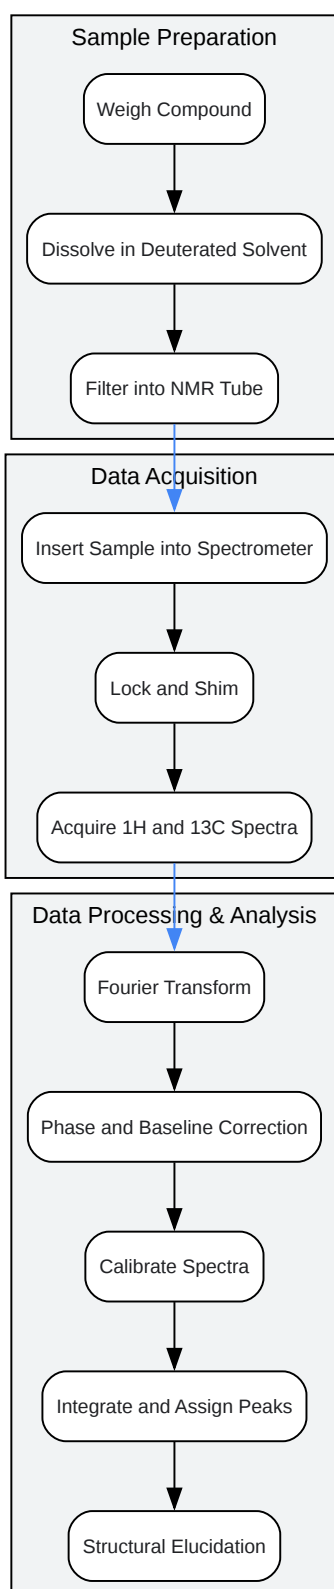 Sample Preparation
Weigh Compound
Dissolve in Deuterated Solvent
Filter into NMR Tube
Data Acquisition
Insert Sample into Spectrometer
Lock and Shim
Acquire 1H and 13C Spectra
Data Processing & Analysis
Fourier Transform
Phase and Baseline Correction
Calibrate Spectra
Integrate and Assign Peaks
Structural Elucidation